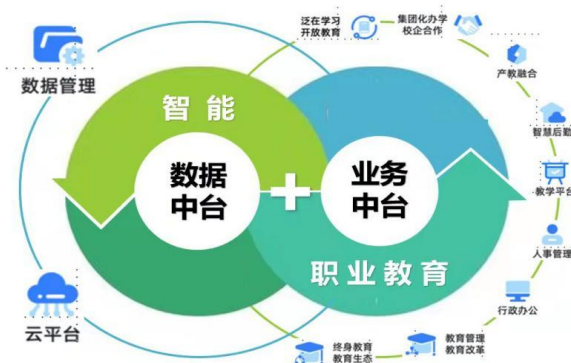 泛在学习
开放教育
集团化办学
校企合作
产教融合
数据管理
智能
智慧后勤
数据
中台
+
业务
中台
教学平台
人事管理
职业教育
行政办公
云平台
终身教育
教育生态
教育管理
教育改革